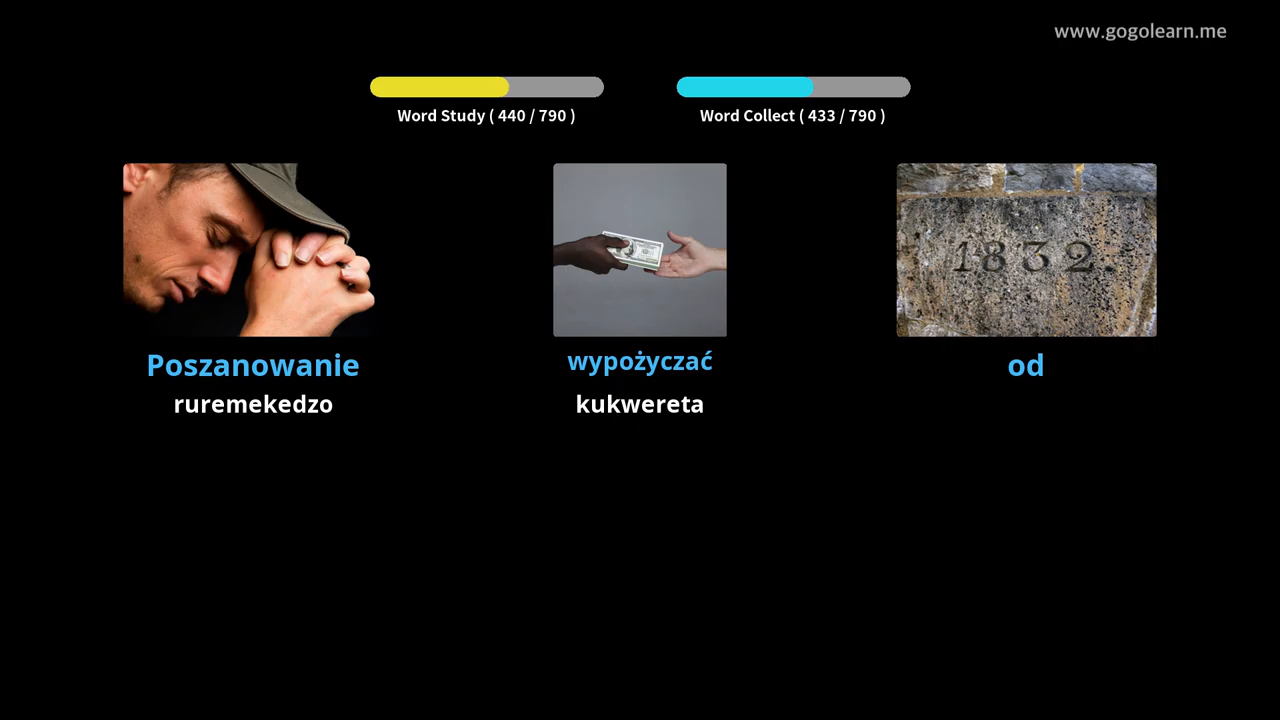 www.gogolearn.me
Word Study ( 440 / 790 )
Word Collect ( 433 / 790 )
1832.
Poszanowanie
ruremekedzo
wypożyczać
kukwereta
od